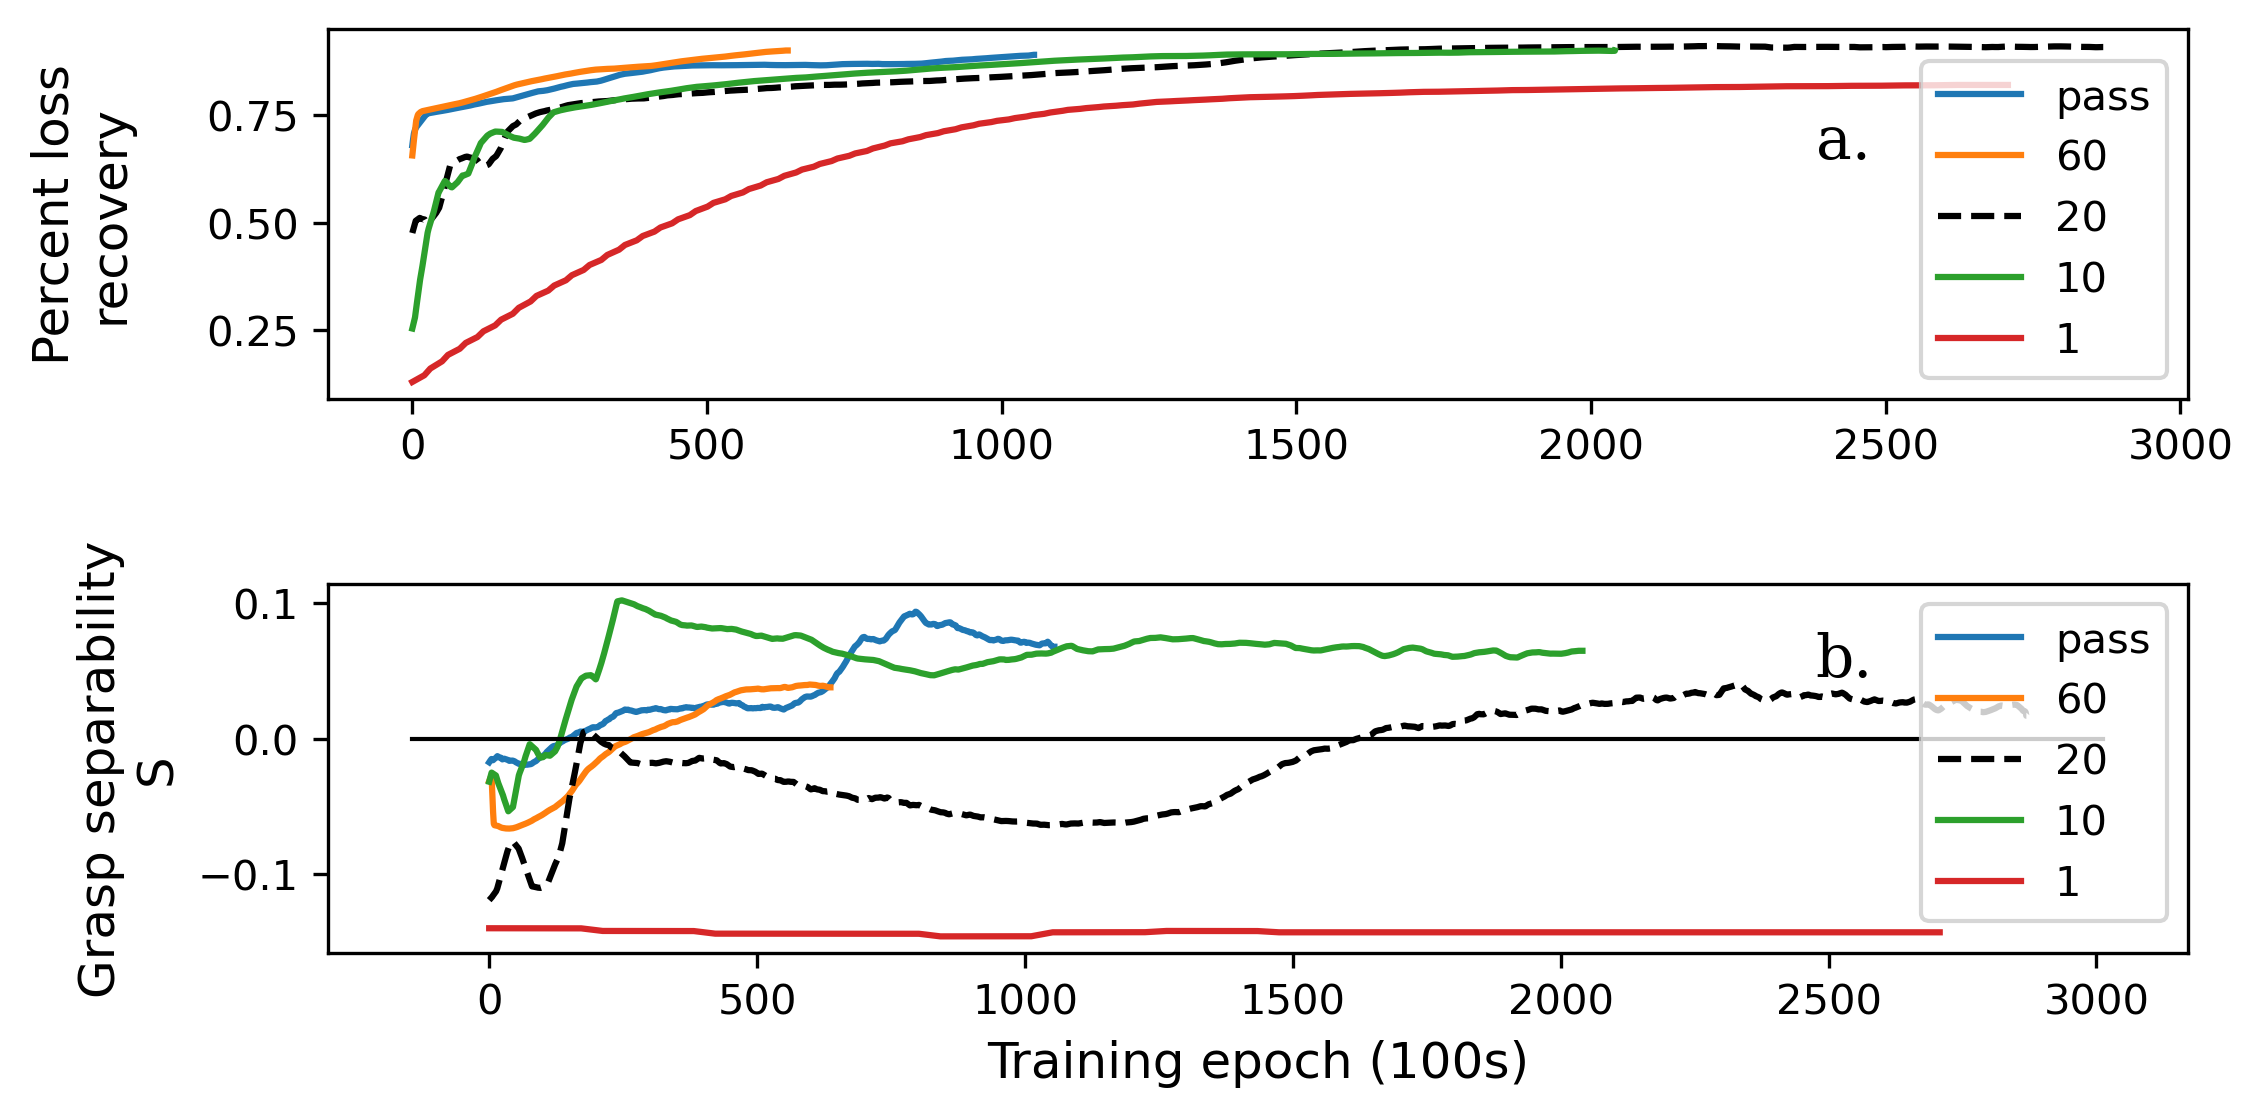 Percent loss
recovery
0.75
0.50
0.25
0 500 1000 1500 2000 2500 3000
a.
pass
60
20
10
1
Grasp separability
S
0.1
0.0
−0.1
0 500 1000 1500 2000 2500 3000
b.
pass
60
20
10
1
Training epoch (100s)